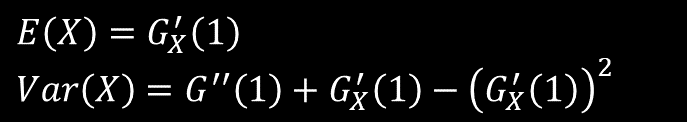 E(X) = G′_X(1)
Var(X) = G′′(1) + G′_X(1) − (G′_X(1))²